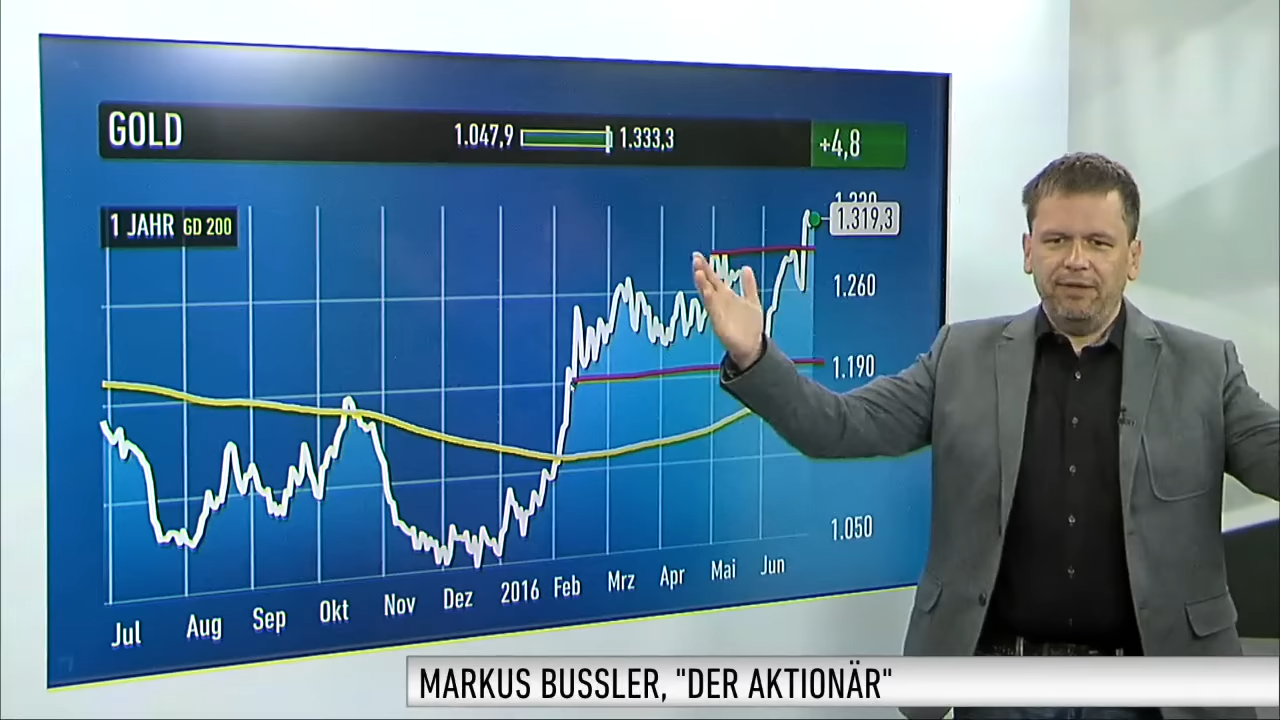 GOLD
1.047,9
1.333,3
+4,8
1 JAHR GD 200
1.319,3
1.260
1.190
1.050
Jul Aug Sep Okt Nov Dez 2016 Feb Mrz Apr Mai Jun
MARKUS BUSSLER, "DER AKTIONÄR"